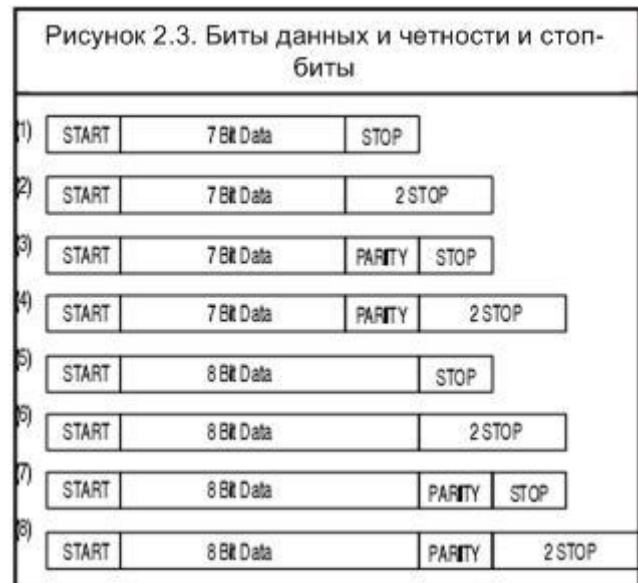 Рисунок 2.3. Биты данных и четности и стоп-
биты
(1) START 7 Bit Data STOP
(2) START 7 Bit Data 2 STOP
(3) START 7 Bit Data PARITY STOP
(4) START 7 Bit Data PARITY 2 STOP
(5) START 8 Bit Data STOP
(6) START 8 Bit Data 2 STOP
(7) START 8 Bit Data PARITY STOP
(8) START 8 Bit Data PARITY 2 STOP